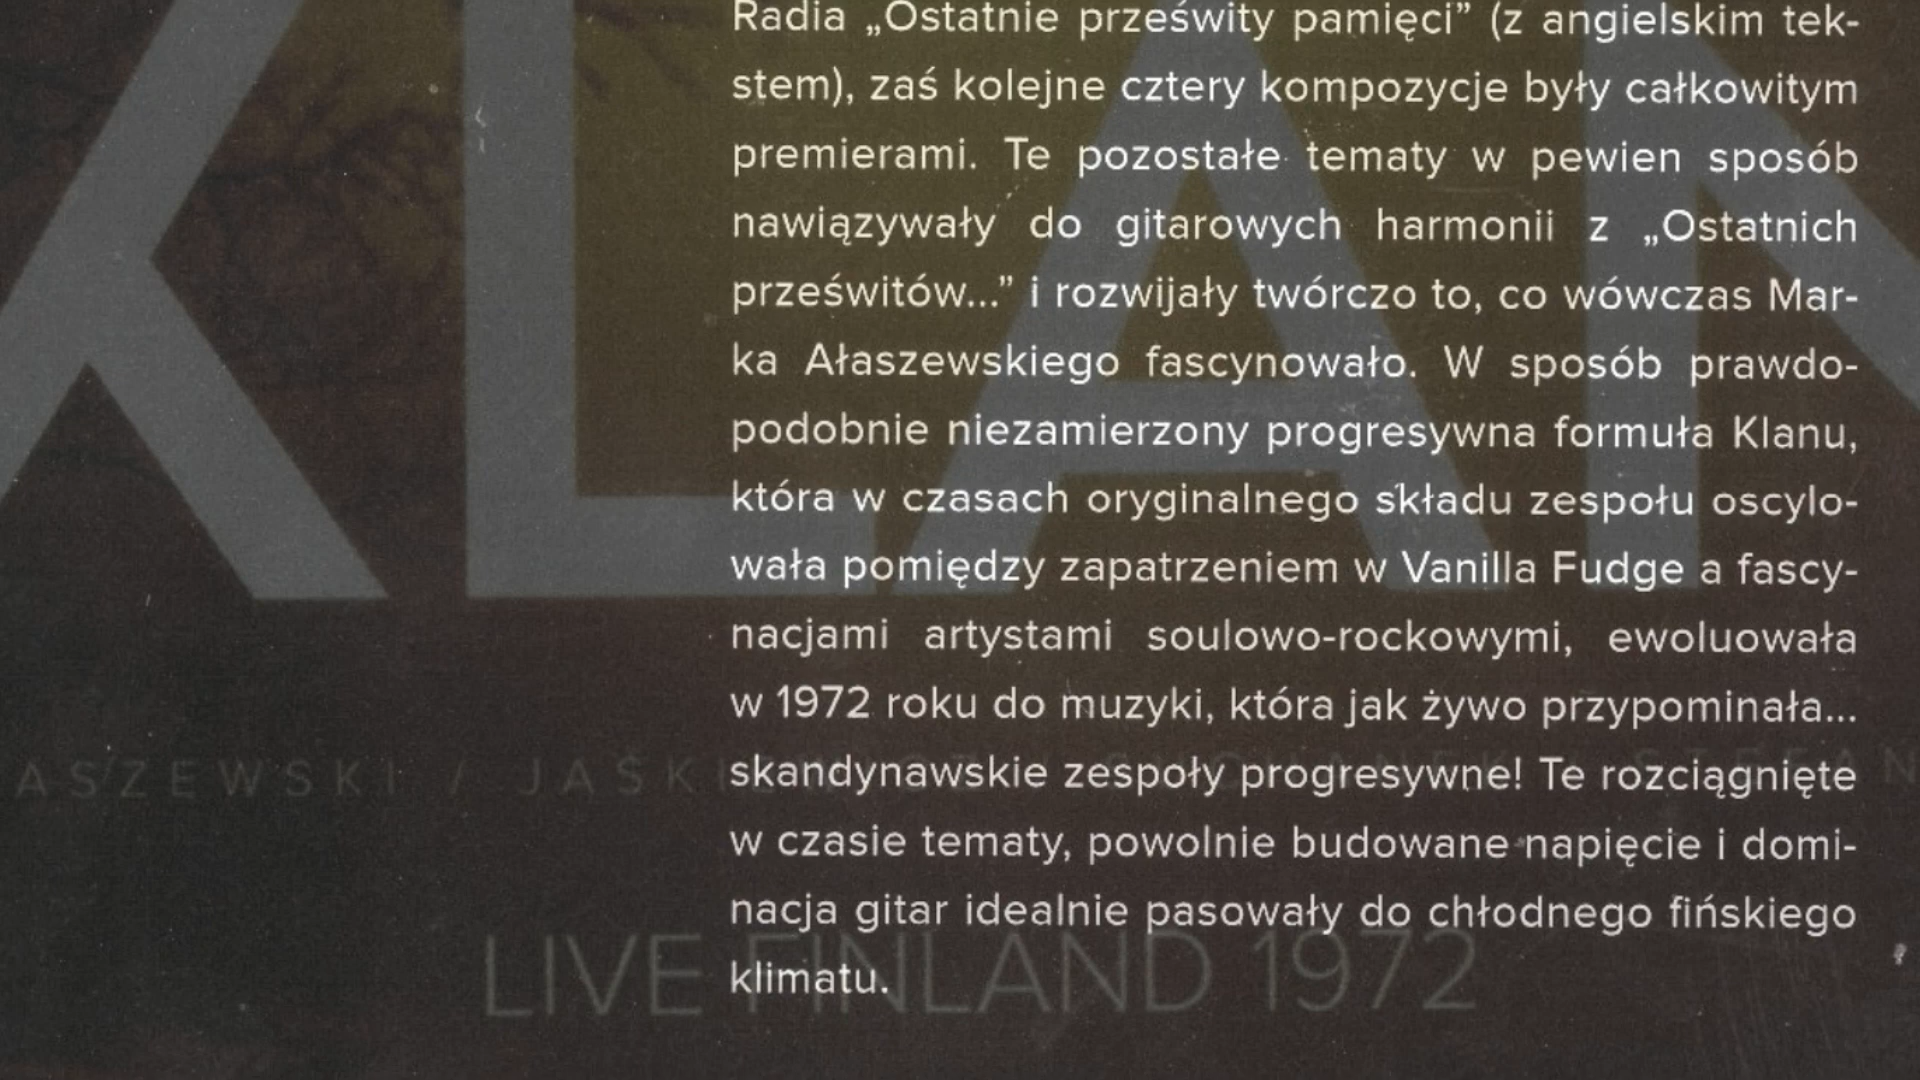 Radia „Ostatnie prześwity pamięci” (z angielskim tek-
stem), zaś kolejne cztery kompozycje były całkowitym
premierami. Te pozostałe tematy w pewien sposób
nawiązywały do gitarowych harmonii z „Ostatnich
prześwitów...” i rozwijały twórczo to, co wówczas Mar-
ka Ałaszewskiego fascynowało. W sposób prawdo-
podobnie niezamierzony progresywna formuła Klanu,
która w czasach oryginalnego składu zespołu oscylo-
wała pomiędzy zapatrzeniem w Vanilla Fudge a fascy-
nacjami artystami soulowo-rockowymi, ewoluowała
w 1972 roku do muzyki, która jak żywo przypominała...
skandynawskie zespoły progresywne! Te rozciągnięte
w czasie tematy, powolnie budowane napięcie i domi-
nacja gitar idealnie pasowały do chłodnego fińskiego
klimatu.
KLAN
LIVE FINLAND 1972